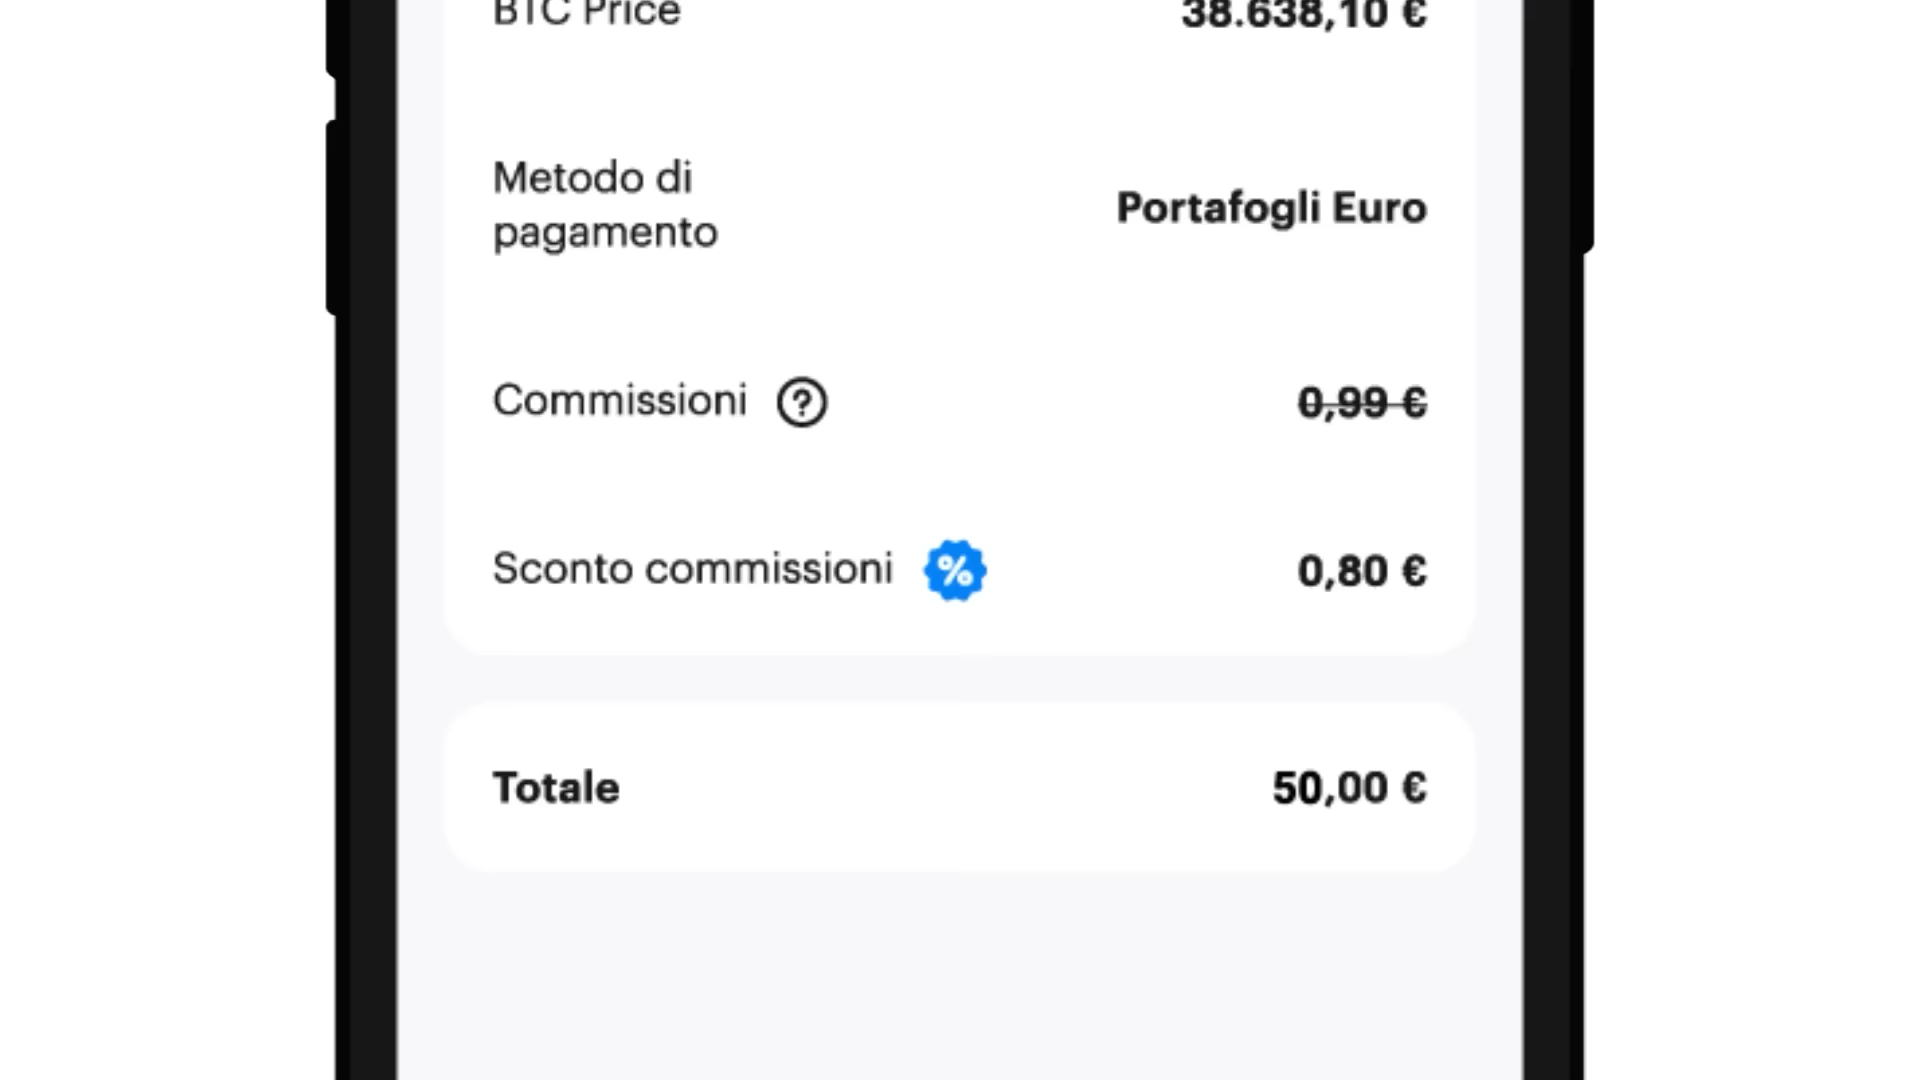 BTC Price
38.638,10 €
Metodo di
pagamento
Portafogli Euro
Commissioni ?
0,99 €
Sconto commissioni %
0,80 €
Totale
50,00 €